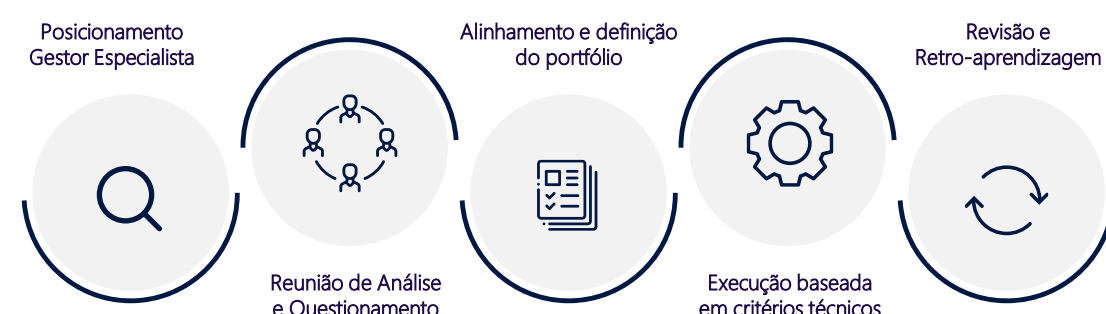 Posicionamento
Gestor Especialista
Reunião de Análise
e Questionamento
Alinhamento e definição
do portfólio
Execução baseada
em critérios técnicos
Revisão e
Retro-aprendizagem